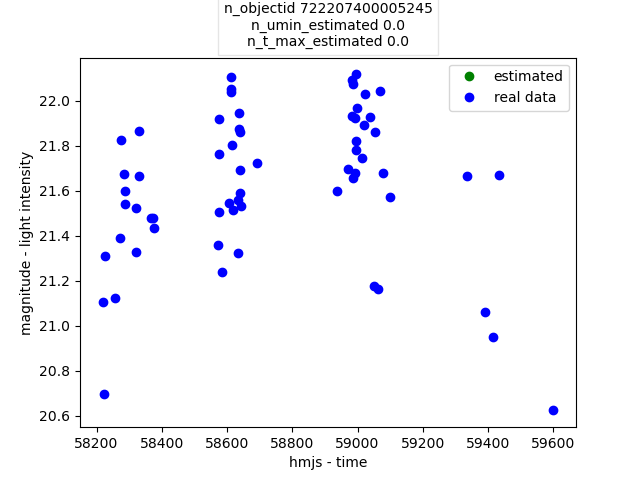 n_objectid 722207400005245
n_umin_estimated 0.0
n_t_max_estimated 0.0
estimated
real data
22.0
21.8
21.6
21.4
21.2
21.0
20.8
20.6
magnitude - light intensity
58200 58400 58600 58800 59000 59200 59400 59600
hmjs - time